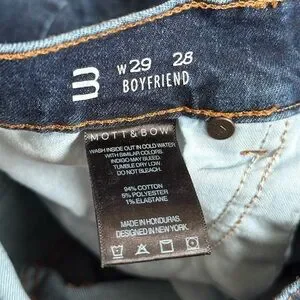 W29 28
BOYFRIEND
MOTT & BOW
WASH INSIDE OUT IN COLD WATER
WITH SIMILAR COLORS.
INDIGO MAY BLEED.
TUMBLE DRY LOW.
DO NOT BLEACH.
94% COTTON
5% POLYESTER
1% ELASTANE
MADE IN HONDURAS.
DESIGNED IN NEW YORK.